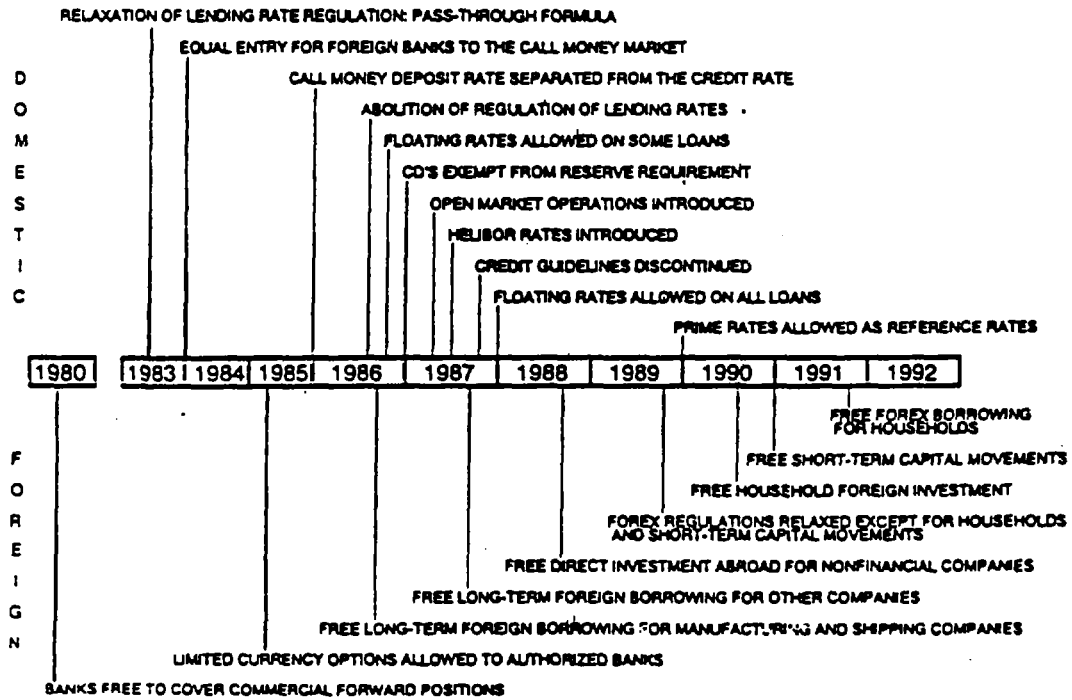 RELAXATION OF LENDING RATE REGULATION: PASS-THROUGH FORMULA
EQUAL ENTRY FOR FOREIGN BANKS TO THE CALL MONEY MARKET
CALL MONEY DEPOSIT RATE SEPARATED FROM THE CREDIT RATE
ABOLITION OF REGULATION OF LENDING RATES
FLOATING RATES ALLOWED ON SOME LOANS
CD'S EXEMPT FROM RESERVE REQUIREMENT
OPEN MARKET OPERATIONS INTRODUCED
HELIBOR RATES INTRODUCED
CREDIT GUIDELINES DISCONTINUED
FLOATING RATES ALLOWED ON ALL LOANS
PRIME RATES ALLOWED AS REFERENCE RATES
DOMESTIC
1980 1983 1984 1985 1986 1987 1988 1989 1990 1991 1992
FOREIGN
FREE FOREX BORROWING
FOR HOUSEHOLDS
FREE SHORT-TERM CAPITAL MOVEMENTS
FREE HOUSEHOLD FOREIGN INVESTMENT
FOREX REGULATIONS RELAXED EXCEPT FOR HOUSEHOLDS
AND SHORT-TERM CAPITAL MOVEMENTS
FREE DIRECT INVESTMENT ABROAD FOR NONFINANCIAL COMPANIES
FREE LONG-TERM FOREIGN BORROWING FOR OTHER COMPANIES
FREE LONG-TERM FOREIGN BORROWING FOR MANUFACTURING AND SHIPPING COMPANIES
LIMITED CURRENCY OPTIONS ALLOWED TO AUTHORIZED BANKS
BANKS FREE TO COVER COMMERCIAL FORWARD POSITIONS